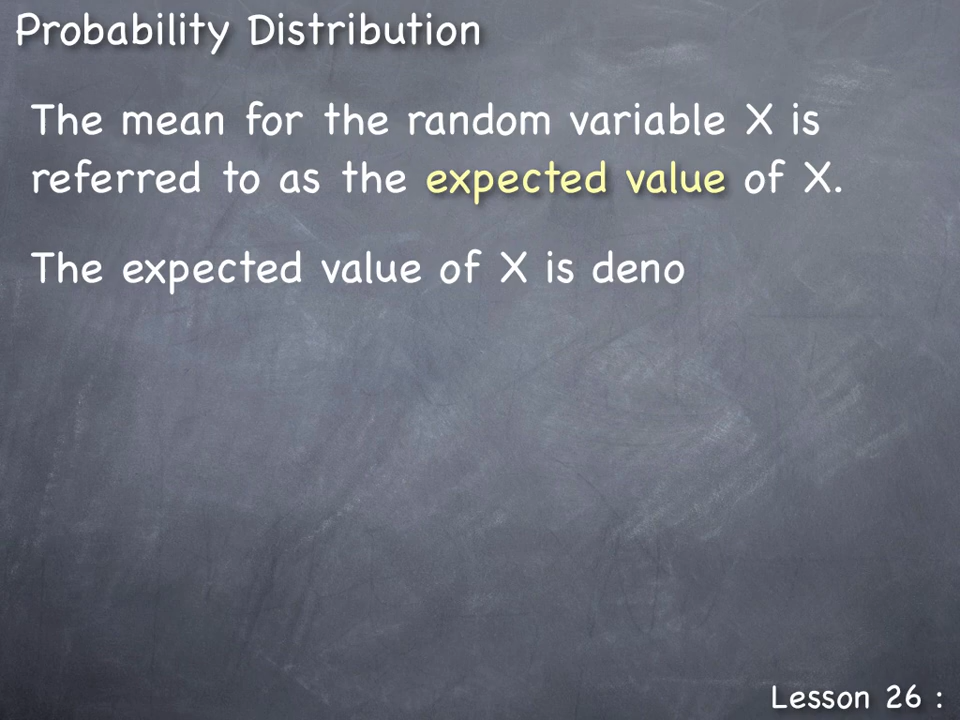 Probability Distribution
The mean for the random variable X is
referred to as the expected value of X.
The expected value of X is deno
Lesson 26 :